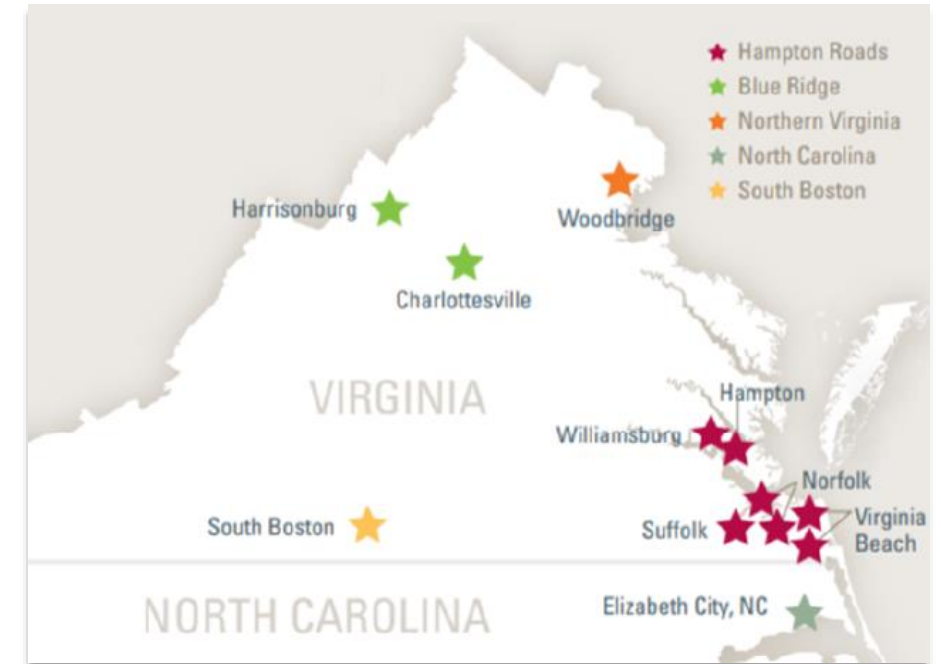 Hampton Roads
Blue Ridge
Northern Virginia
North Carolina
South Boston
Harrisonburg
Woodbridge
Charlottesville
VIRGINIA
Hampton
Williamsburg
Norfolk
Suffolk
Virginia
Beach
South Boston
Elizabeth City, NC
NORTH CAROLINA